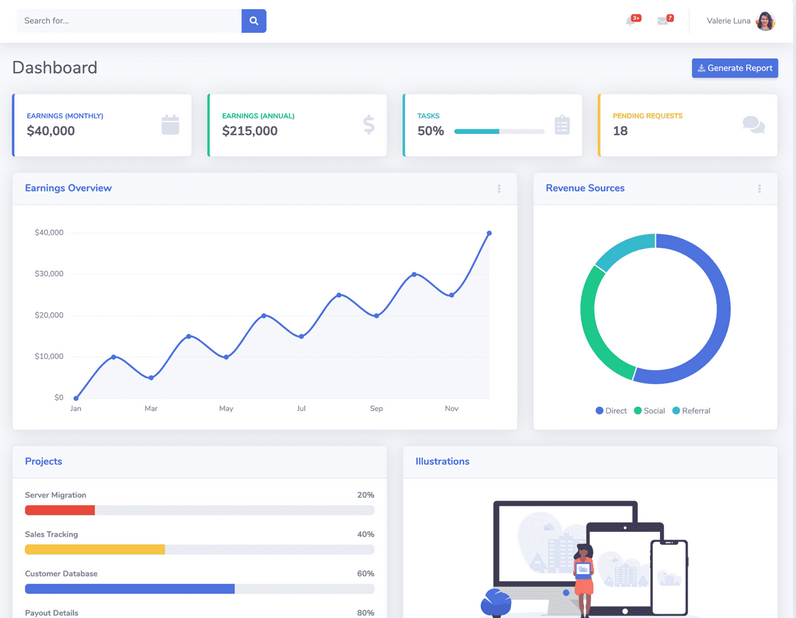 Search for...
3+
7
Valerie Luna
Dashboard
Generate Report
EARNINGS (MONTHLY)
$40,000
EARNINGS (ANNUAL)
$215,000
TASKS
50%
PENDING REQUESTS
18
Earnings Overview
$40,000
$30,000
$20,000
$10,000
$0
Jan Mar May Jul Sep Nov
Revenue Sources
Direct Social Referral
Projects
Server Migration 20%
Sales Tracking 40%
Customer Database 60%
Payout Details 80%
Illustrations